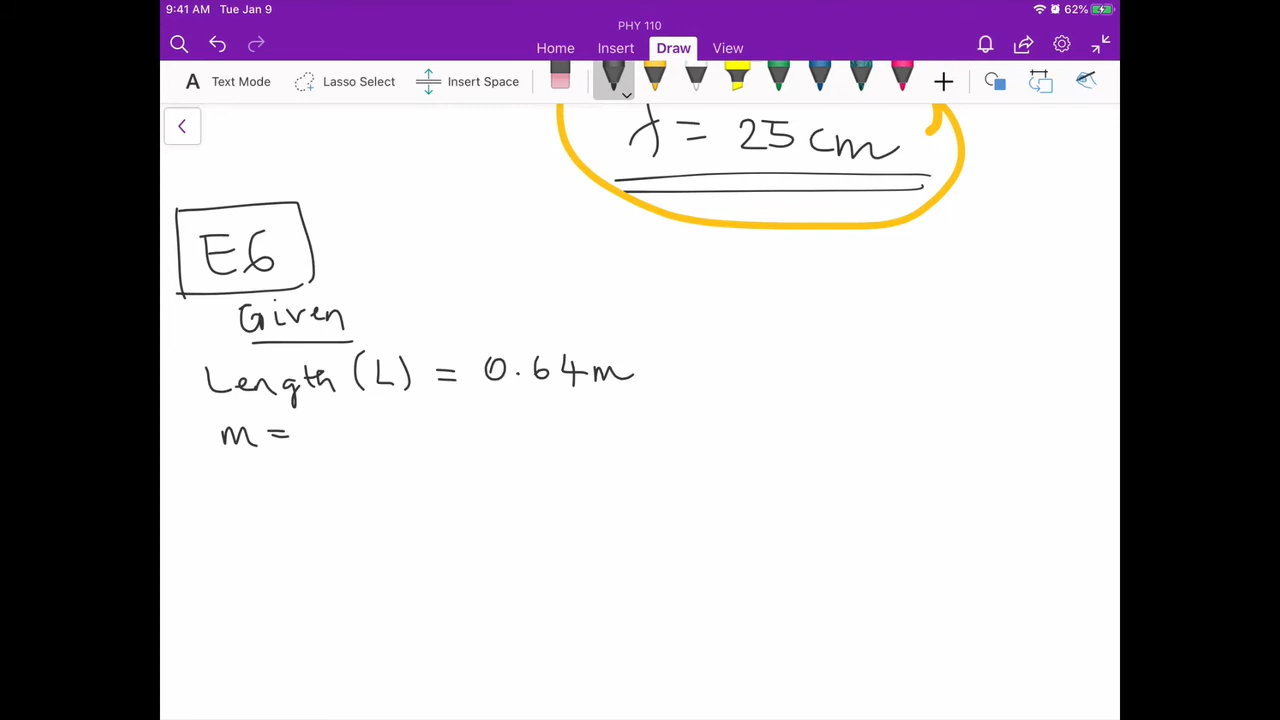 9:41 AM Tue Jan 9
62%
PHY 110
Home Insert Draw View
A Text Mode Lasso Select Insert Space
= 25 cm
E6
Given
Length (L) = 0.64m
m =